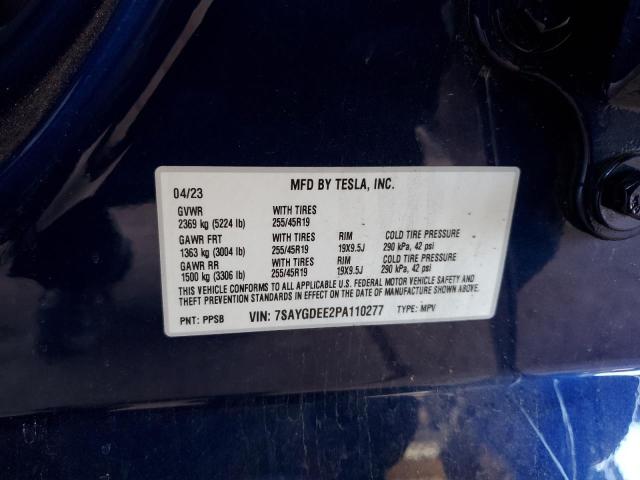 04/23 MFD BY TESLA, INC.
GVWR WITH TIRES
2369 kg (5224 lb) 255/45R19
GAWR FRT WITH TIRES RIM COLD TIRE PRESSURE
1363 kg (3004 lb) 255/45R19 19X9.5J 290 kPa, 42 psi
GAWR RR WITH TIRES RIM COLD TIRE PRESSURE
1500 kg (3306 lb) 255/45R19 19X9.5J 290 kPa, 42 psi
THIS VEHICLE CONFORMS TO ALL APPLICABLE U.S. FEDERAL MOTOR VEHICLE SAFETY AND
THEFT PREVENTION STANDARDS IN EFFECT ON THE DATE OF MANUFACTURE SHOWN ABOVE.
PNT: PPSB VIN: 7SAYGDEE2PA110277 TYPE: MPV